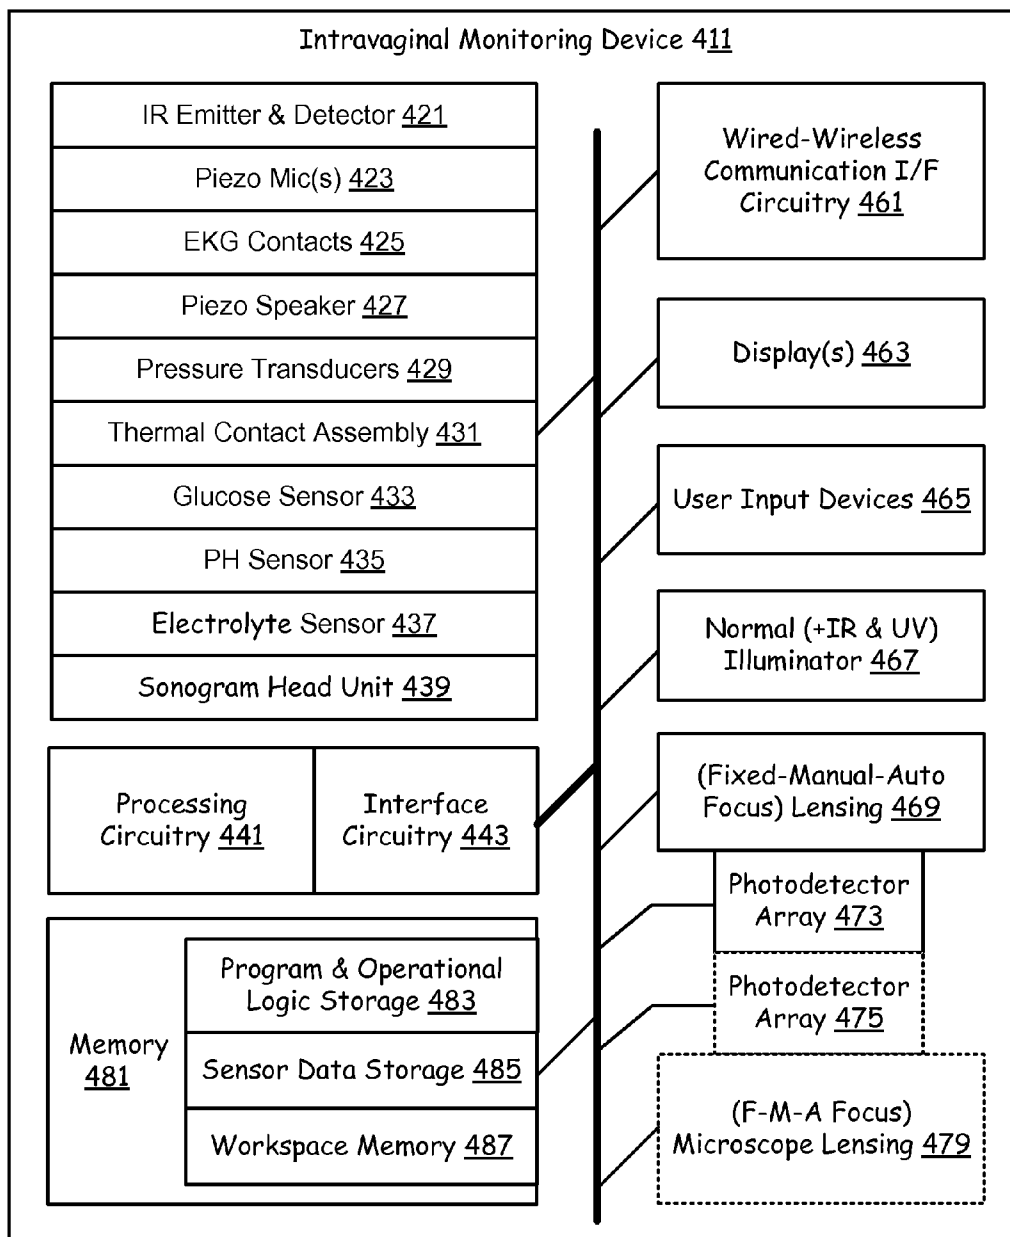 Intravaginal Monitoring Device 411
IR Emitter & Detector 421
Piezo Mic(s) 423
EKG Contacts 425
Piezo Speaker 427
Pressure Transducers 429
Thermal Contact Assembly 431
Glucose Sensor 433
PH Sensor 435
Electrolyte Sensor 437
Sonogram Head Unit 439
Processing
Circuitry 441
Interface
Circuitry 443
Memory
481
Program & Operational
Logic Storage 483
Sensor Data Storage 485
Workspace Memory 487
Wired-Wireless
Communication I/F
Circuitry 461
Display(s) 463
User Input Devices 465
Normal (+IR & UV)
Illuminator 467
(Fixed-Manual-Auto
Focus) Lensing 469
Photodetector
Array 473
Photodetector
Array 475
(F-M-A Focus)
Microscope Lensing 479